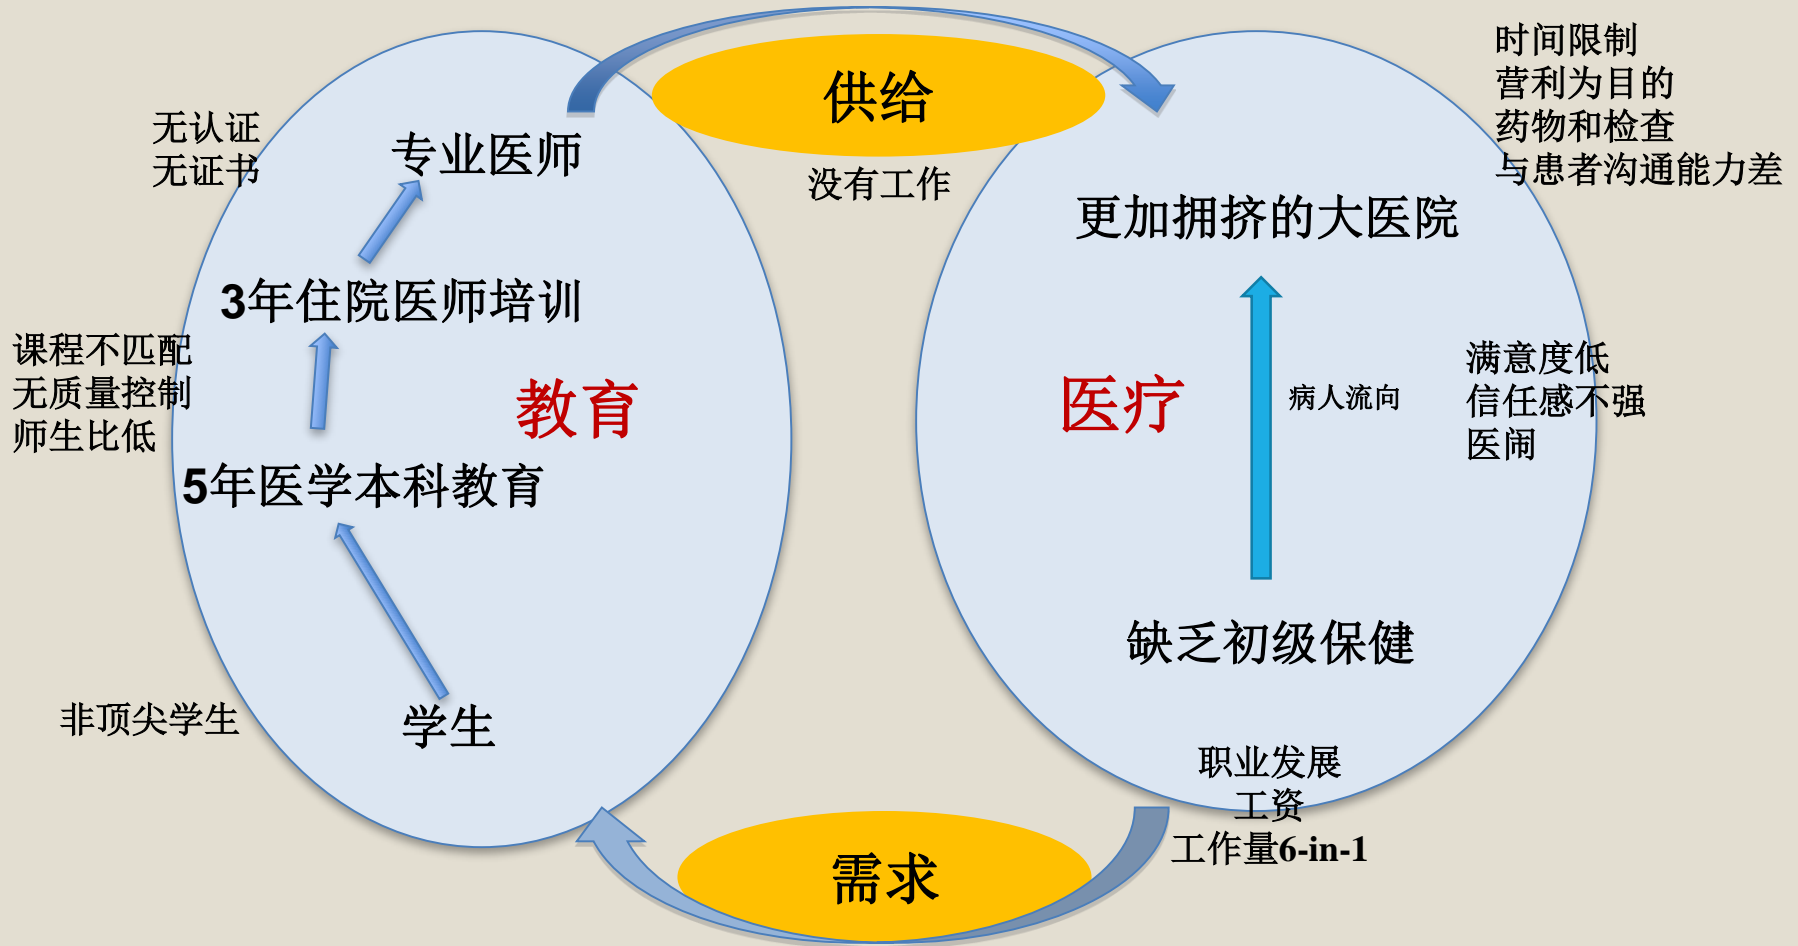 供给
没有工作
无认证
无证书
专业医师
3年住院医师培训
课程不匹配
无质量控制
师生比低
教育
5年医学本科教育
非顶尖学生
学生
时间限制
营利为目的
药物和检查
与患者沟通能力差
更加拥挤的大医院
医疗
病人流向
满意度低
信任感不强
医闹
缺乏初级保健
职业发展
工资
工作量6-in-1
需求